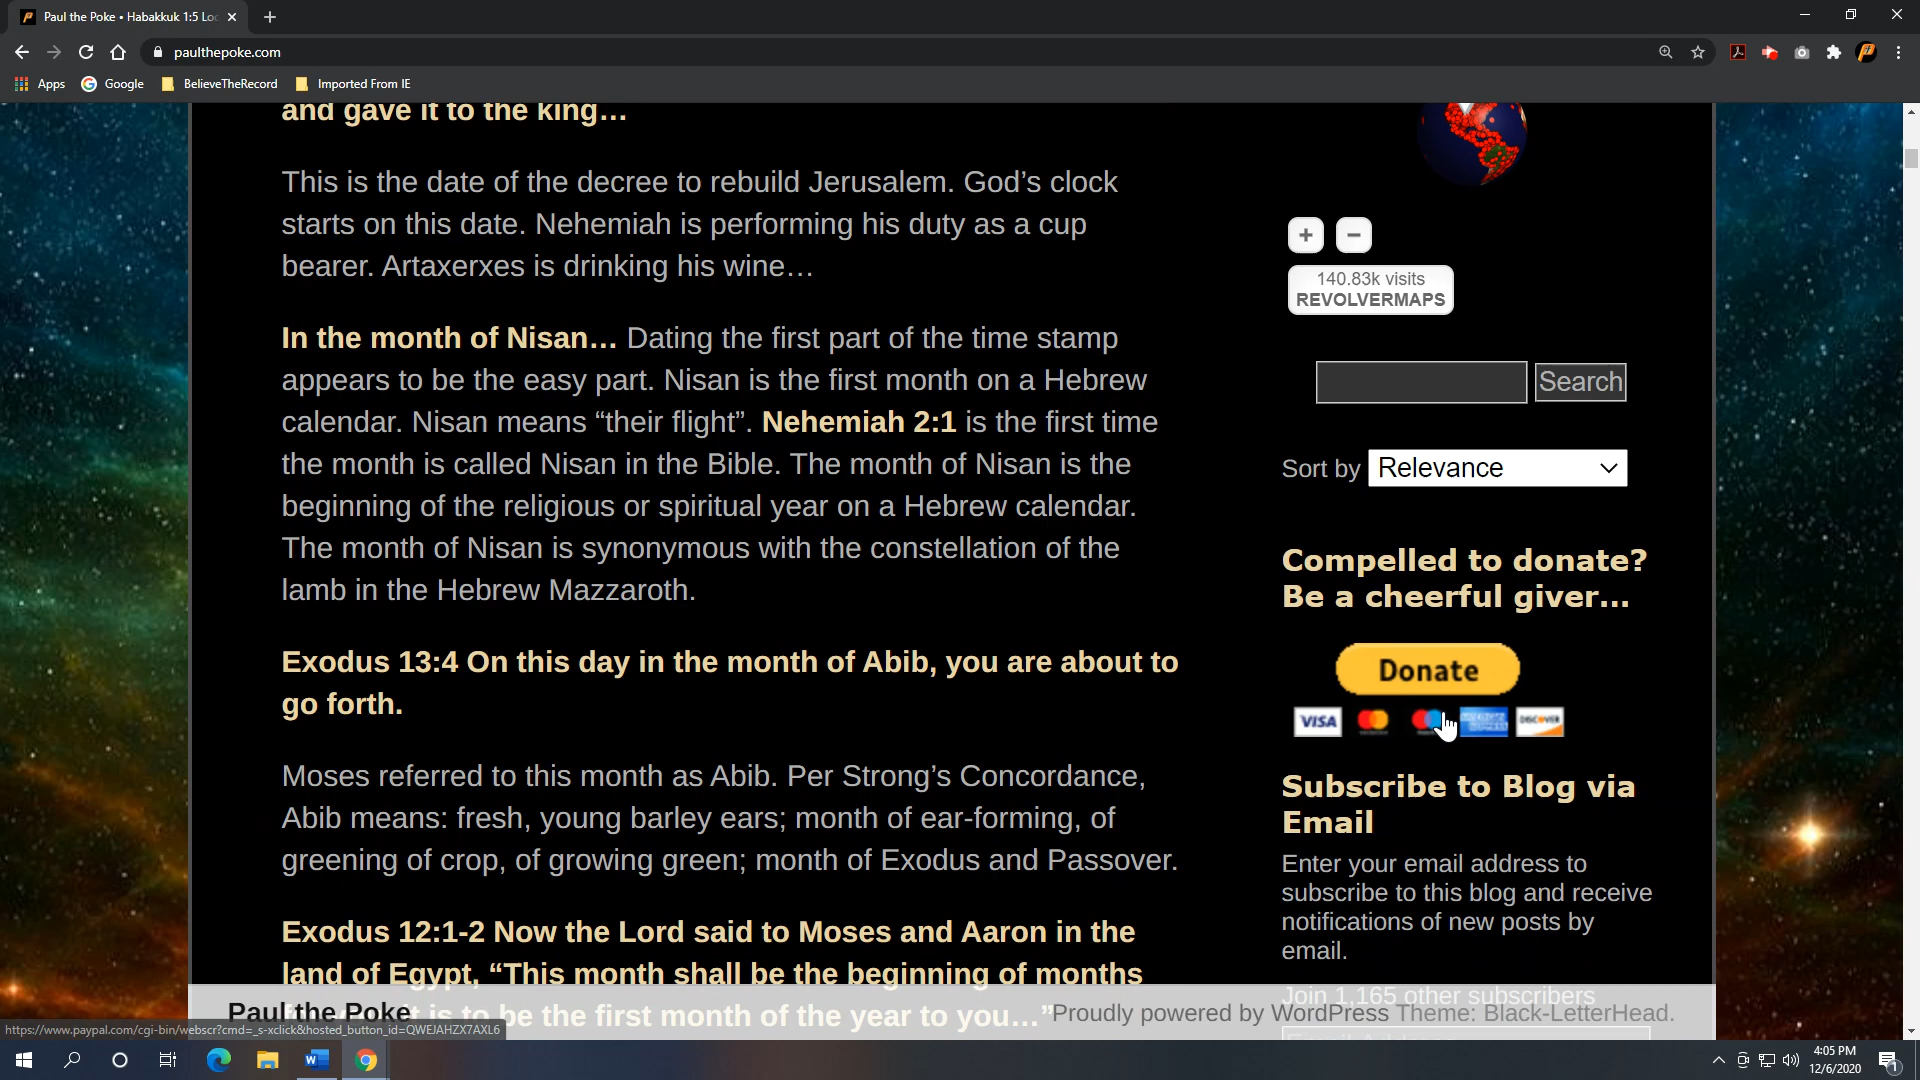 Paul the Poke • Habakkuk 1:5 Loo
paulthepoke.com
Apps
Google
BelieveTheRecord
Imported From IE
and gave it to the king…
This is the date of the decree to rebuild Jerusalem. God’s clock
starts on this date. Nehemiah is performing his duty as a cup
bearer. Artaxerxes is drinking his wine…
In the month of Nisan… Dating the first part of the time stamp
appears to be the easy part. Nisan is the first month on a Hebrew
calendar. Nisan means “their flight”. Nehemiah 2:1 is the first time
the month is called Nisan in the Bible. The month of Nisan is the
beginning of the religious or spiritual year on a Hebrew calendar.
The month of Nisan is synonymous with the constellation of the
lamb in the Hebrew Mazzaroth.
Exodus 13:4 On this day in the month of Abib, you are about to
go forth.
Moses referred to this month as Abib. Per Strong’s Concordance,
Abib means: fresh, young barley ears; month of ear-forming, of
greening of crop, of growing green; month of Exodus and Passover.
Exodus 12:1-2 Now the Lord said to Moses and Aaron in the
land of Egypt, “This month shall be the beginning of months
it is to be the first month of the year to you…”
+
−
140.83k visits
REVOLVERMAPS
Search
Sort by Relevance
Compelled to donate?
Be a cheerful giver…
Donate
VISA
DISCOVER
Subscribe to Blog via
Email
Enter your email address to
subscribe to this blog and receive
notifications of new posts by
email.
Join 1,165 other subscribers
Paul the Poke
Proudly powered by WordPress Theme: Black-LetterHead.
https://www.paypal.com/cgi-bin/webscr?cmd=_s-xclick&hosted_button_id=QWEJAHZX7AXL6
4:05 PM
12/6/2020
1